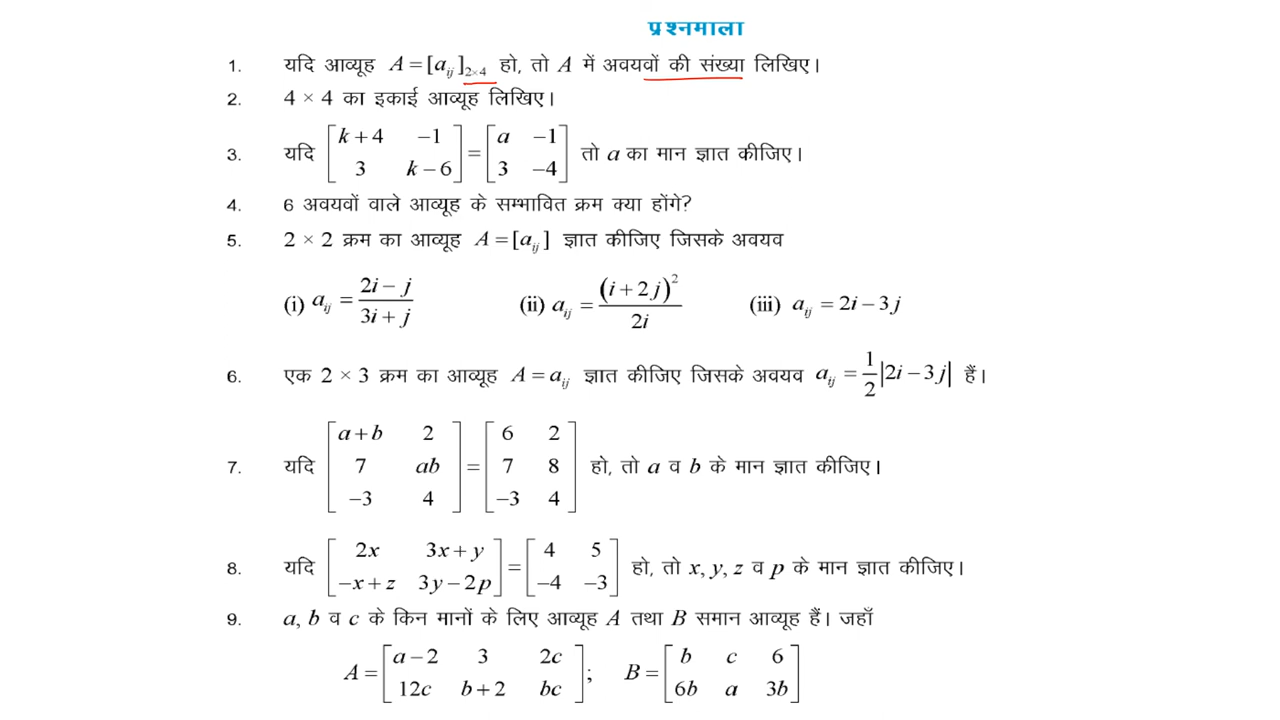 प्रश्नमाला
1. यदि आव्यूह A = [a_ij]_2×4 हो, तो A में अवयवों की संख्या लिखिए।
2. 4 × 4 का इकाई आव्यूह लिखिए।
3. यदि [k+4 −1; 3 k−6] = [a −1; 3 −4] तो a का मान ज्ञात कीजिए।
4. 6 अवयवों वाले आव्यूह के सम्भावित क्रम क्या होंगे?
5. 2 × 2 क्रम का आव्यूह A = [a_ij] ज्ञात कीजिए जिसके अवयव
(i) a_ij = (2i − j)/(3i + j) (ii) a_ij = (i + 2j)²/2i (iii) a_ij = 2i − 3j
6. एक 2 × 3 क्रम का आव्यूह A = a_ij ज्ञात कीजिए जिसके अवयव a_ij = 1/2 |2i − 3j| हैं।
7. यदि [a+b 2; 7 ab; −3 4] = [6 2; 7 8; −3 4] हो, तो a व b के मान ज्ञात कीजिए।
8. यदि [2x 3x+y; −x+z 3y−2p] = [4 5; −4 −3] हो, तो x, y, z व p के मान ज्ञात कीजिए।
9. a, b व c के किन मानों के लिए आव्यूह A तथा B समान आव्यूह हैं। जहाँ
A = [a−2 3 2c; 12c b+2 bc]; B = [b c 6; 6b a 3b]